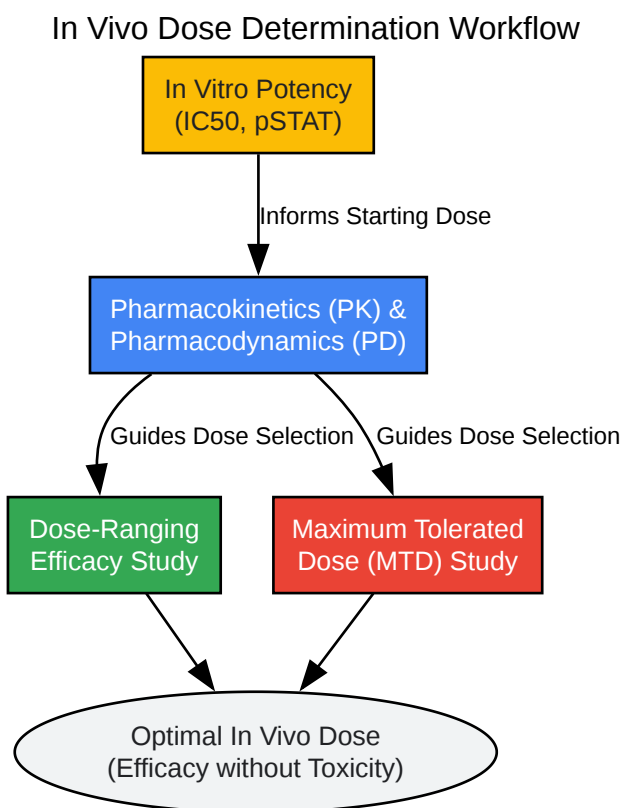 In Vivo Dose Determination Workflow
In Vitro Potency
(IC50, pSTAT)
Informs Starting Dose
Pharmacokinetics (PK) &
Pharmacodynamics (PD)
Guides Dose Selection
Guides Dose Selection
Dose-Ranging
Efficacy Study
Maximum Tolerated
Dose (MTD) Study
Optimal In Vivo Dose
(Efficacy without Toxicity)